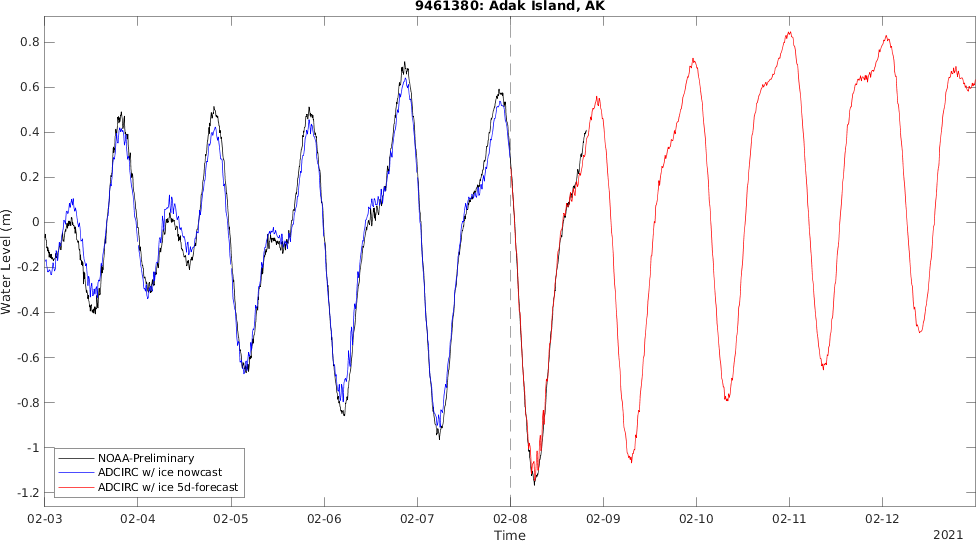 9461380: Adak Island, AK
Water Level (m)
0.8
0.6
0.4
0.2
0
-0.2
-0.4
-0.6
-0.8
-1
-1.2
NOAA-Preliminary
ADCIRC w/ ice nowcast
ADCIRC w/ ice 5d-forecast
02-03 02-04 02-05 02-06 02-07 02-08 02-09 02-10 02-11 02-12
Time
2021